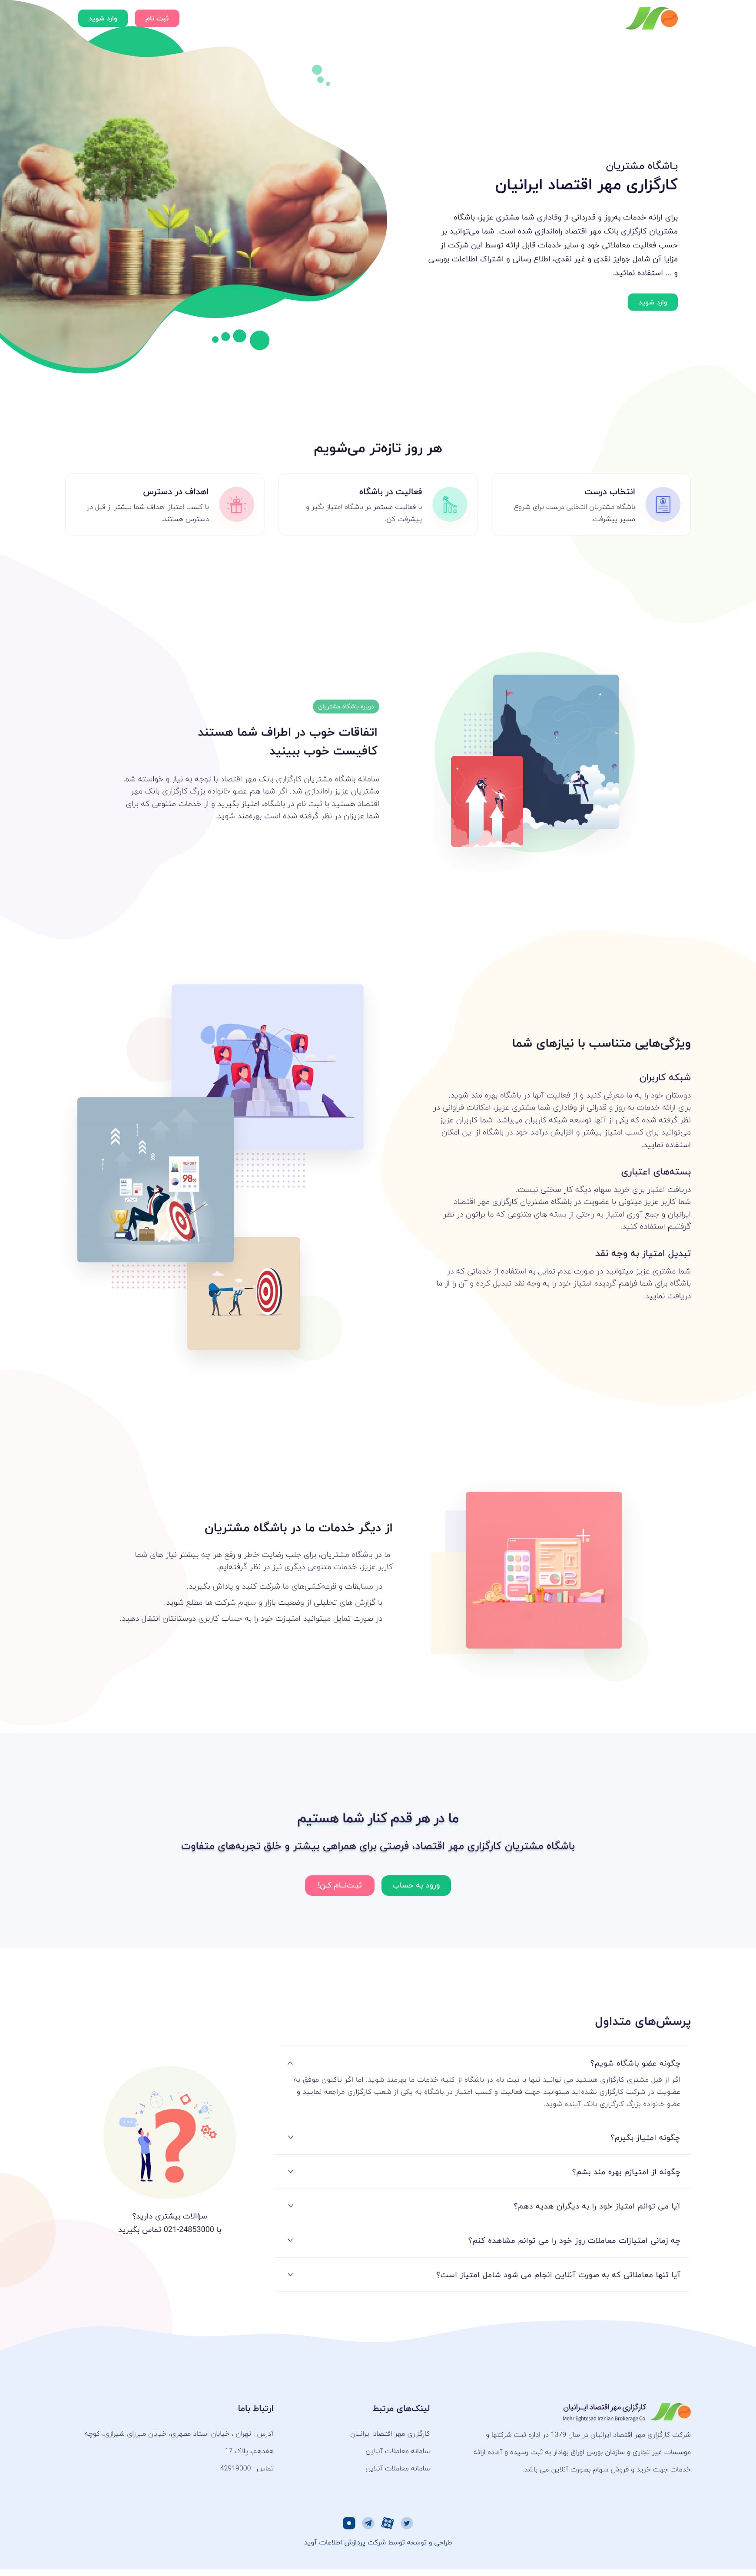 ثبت نام
وارد شوید
بـاشگاه مشتریان
کارگزاری مهر اقتصاد ایرانیان
برای ارائه خدمات به‌روز و قدردانی از وفاداری شما مشتری عزیز، باشگاه
مشتریان کارگزاری بانک مهر اقتصاد راه‌اندازی شده است. شما می‌توانید بر
حسب فعالیت معاملاتی خود و سایر خدمات قابل ارائه توسط این شرکت از
مزایا آن شامل جوایز نقدی و غیر نقدی، اطلاع رسانی و اشتراک اطلاعات بورسی
و ... استفاده نمائید.
وارد شوید
هر روز تازه‌تر می‌شویم
انتخاب درست
باشگاه مشتریان انتخابی درست برای شروع
مسیر پیشرفت.
فعالیت در باشگاه
با فعالیت مستمر در باشگاه امتیاز بگیر و
پیشرفت کن.
اهداف در دسترس
با کسب امتیاز اهداف شما بیشتر از قبل در
دسترس هستند.
درباره باشگاه مشتریان
اتفاقات خوب در اطراف شما هستند
کافیست خوب ببینید
سامانه باشگاه مشتریان کارگزاری بانک مهر اقتصاد با توجه به نیاز و خواسته شما
مشتریان عزیز راه‌اندازی شد. اگر شما هم عضو خانواده بزرگ کارگزاری بانک مهر
اقتصاد هستید با ثبت نام در باشگاه، امتیاز بگیرید و از خدمات متنوعی که برای
شما عزیزان در نظر گرفته شده است بهره‌مند شوید.
ویژگی‌هایی متناسب با نیازهای شما
شبکه کاربران
دوستان خود را به ما معرفی کنید و از فعالیت آنها در باشگاه بهره مند شوید.
برای ارائه خدمات به روز و قدرانی از وفاداری شما مشتری عزیز، امکانات فراوانی در
نظر گرفته شده که یکی از آنها توسعه شبکه کاربران می‌باشد. شما کاربران عزیز
می‌توانید برای کسب امتیاز بیشتر و افزایش درآمد خود در باشگاه از این امکان
استفاده نمایید.
بسته‌های اعتباری
دریافت اعتبار برای خرید سهام دیگه کار سختی نیست.
شما کاربر عزیز میتونی با عضویت در باشگاه مشتریان کارگزاری مهر اقتصاد
ایرانیان و جمع آوری امتیاز به راحتی از بسته های متنوعی که ما براتون در نظر
گرفتیم استفاده کنید.
تبدیل امتیاز به وجه نقد
شما مشتری عزیز میتوانید در صورت عدم تمایل به استفاده از خدماتی که در
باشگاه برای شما فراهم گردیده امتیاز خود را به وجه نقد تبدیل کرده و آن را از ما
دریافت نمایید.
REPORT
98%
از دیگر خدمات ما در باشگاه مشتریان
ما در باشگاه مشتریان، برای جلب رضایت خاطر و رفع هر چه بیشتر نیاز های شما
کاربر عزیز، خدمات متنوعی دیگری نیز در نظر گرفته‌ایم.
در مسابقات و قرعه‌کشی‌های ما شرکت کنید و پاداش بگیرید.
با گزارش های تحلیلی از وضعیت بازار و سهام شرکت ها مطلع شوید.
در صورت تمایل میتوانید امتیازت خود را به حساب کاربری دوستانتان انتقال دهید.
ما در هر قدم کنار شما هستیم
باشگاه مشتریان کارگزاری مهر اقتصاد، فرصتی برای همراهی بیشتر و خلق تجربه‌های متفاوت
ورود به حساب
ثبت‌نـام کـن!
پرسش‌های متداول
چگونه عضو باشگاه شویم؟
اگر از قبل مشتری کارگزاری هستید می توانید تنها با ثبت نام در باشگاه از کلیه خدمات ما بهرمند شوید. اما اگر تاکنون موفق به
عضویت در شرکت کارگزاری نشده‌اید میتوانید جهت فعالیت و کسب امتیاز در باشگاه به یکی از شعب کارگزاری مراجعه نمایید و
عضو خانواده بزرگ کارگزاری بانک آینده شوید.
چگونه امتیاز بگیرم؟
چگونه از امتیازم بهره مند بشم؟
آیا می توانم امتیاز خود را به دیگران هدیه دهم؟
چه زمانی امتیازات معاملات روز خود را می توانم مشاهده کنم؟
آیا تنها معاملاتی که به صورت آنلاین انجام می شود شامل امتیاز است؟
سؤالات بیشتری دارید؟
با 24853000-021 تماس بگیرید
کارگزاری مهر اقتصاد ایـرانیان
Mehr Eghtesad Iranian Brokerage Co.
شرکت کارگزاری مهر اقتصاد ایرانیان در سال 1379 در اداره ثبت شرکتها و
موسسات غیر تجاری و سازمان بورس اوراق بهادار به ثبت رسیده و آماده ارائه
خدمات جهت خرید و فروش سهام بصورت آنلاین می باشد.
لینک‌های مرتبط
کارگزاری مهر اقتصاد ایرانیان
سامانه معاملات آنلاین
سامانه معاملات آنلاین
ارتباط باما
آدرس : تهران ، خیابان استاد مطهری، خیابان میرزای شیرازی، کوچه
هفدهم، پلاک 17
تماس : 42919000
طراحی و توسعه توسط شرکت پردازش اطلاعات آوید